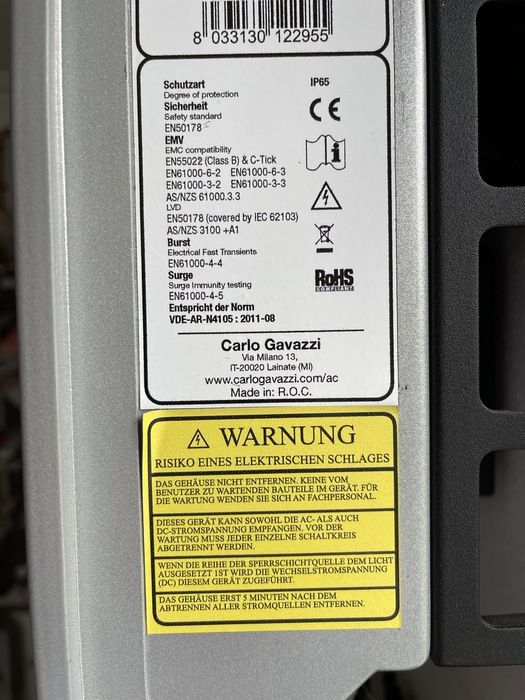 8 033130 122955
Schutzart IP65
Degree of protection
Sicherheit
Safety standard
EN50178
EMV
EMC compatibility
EN55022 (Class B) & C-Tick
EN61000-6-2 EN61000-6-3
EN61000-3-2 EN61000-3-3
AS/NZS 61000.3.3
LVD
EN50178 (covered by IEC 62103)
AS/NZS 3100 +A1
Burst
Electrical Fast Transients
EN61000-4-4
Surge
Surge Immunity testing
EN61000-4-5
Entspricht der Norm
VDE-AR-N4105 : 2011-08
CE
i
RoHS
COMPLIANT
Carlo Gavazzi
Via Milano 13,
IT-20020 Lainate (MI)
www.carlogavazzi.com/ac
Made in: R.O.C.
WARNUNG
RISIKO EINES ELEKTRISCHEN SCHLAGES
DAS GEHÄUSE NICHT ENTFERNEN. KEINE VOM
BENUTZER ZU WARTENDEN BAUTEILE IM GERÄT. FÜR
DIE WARTUNG WENDEN SIE SICH AN FACHPERSONAL.
DIESES GERÄT KANN SOWOHL DIE AC- ALS AUCH
DC-STROMSPANNUNG EMPFANGEN. VOR DER
WARTUNG MUSS JEDER EINZELNE SCHALTKREIS
ABGETRENNT WERDEN.
WENN DIE REIHE DER SPERRSCHICHTQUELLE DEM LICHT
AUSGESETZT IST WIRD DIE WECHSELSTROMSPANNUNG
(DC) DIESEM GERÄT ZUGEFÜHRT.
DAS GEHÄUSE ERST 5 MINUTEN NACH DEM
ABTRENNEN ALLER STROMQUELLEN ENTFERNEN.